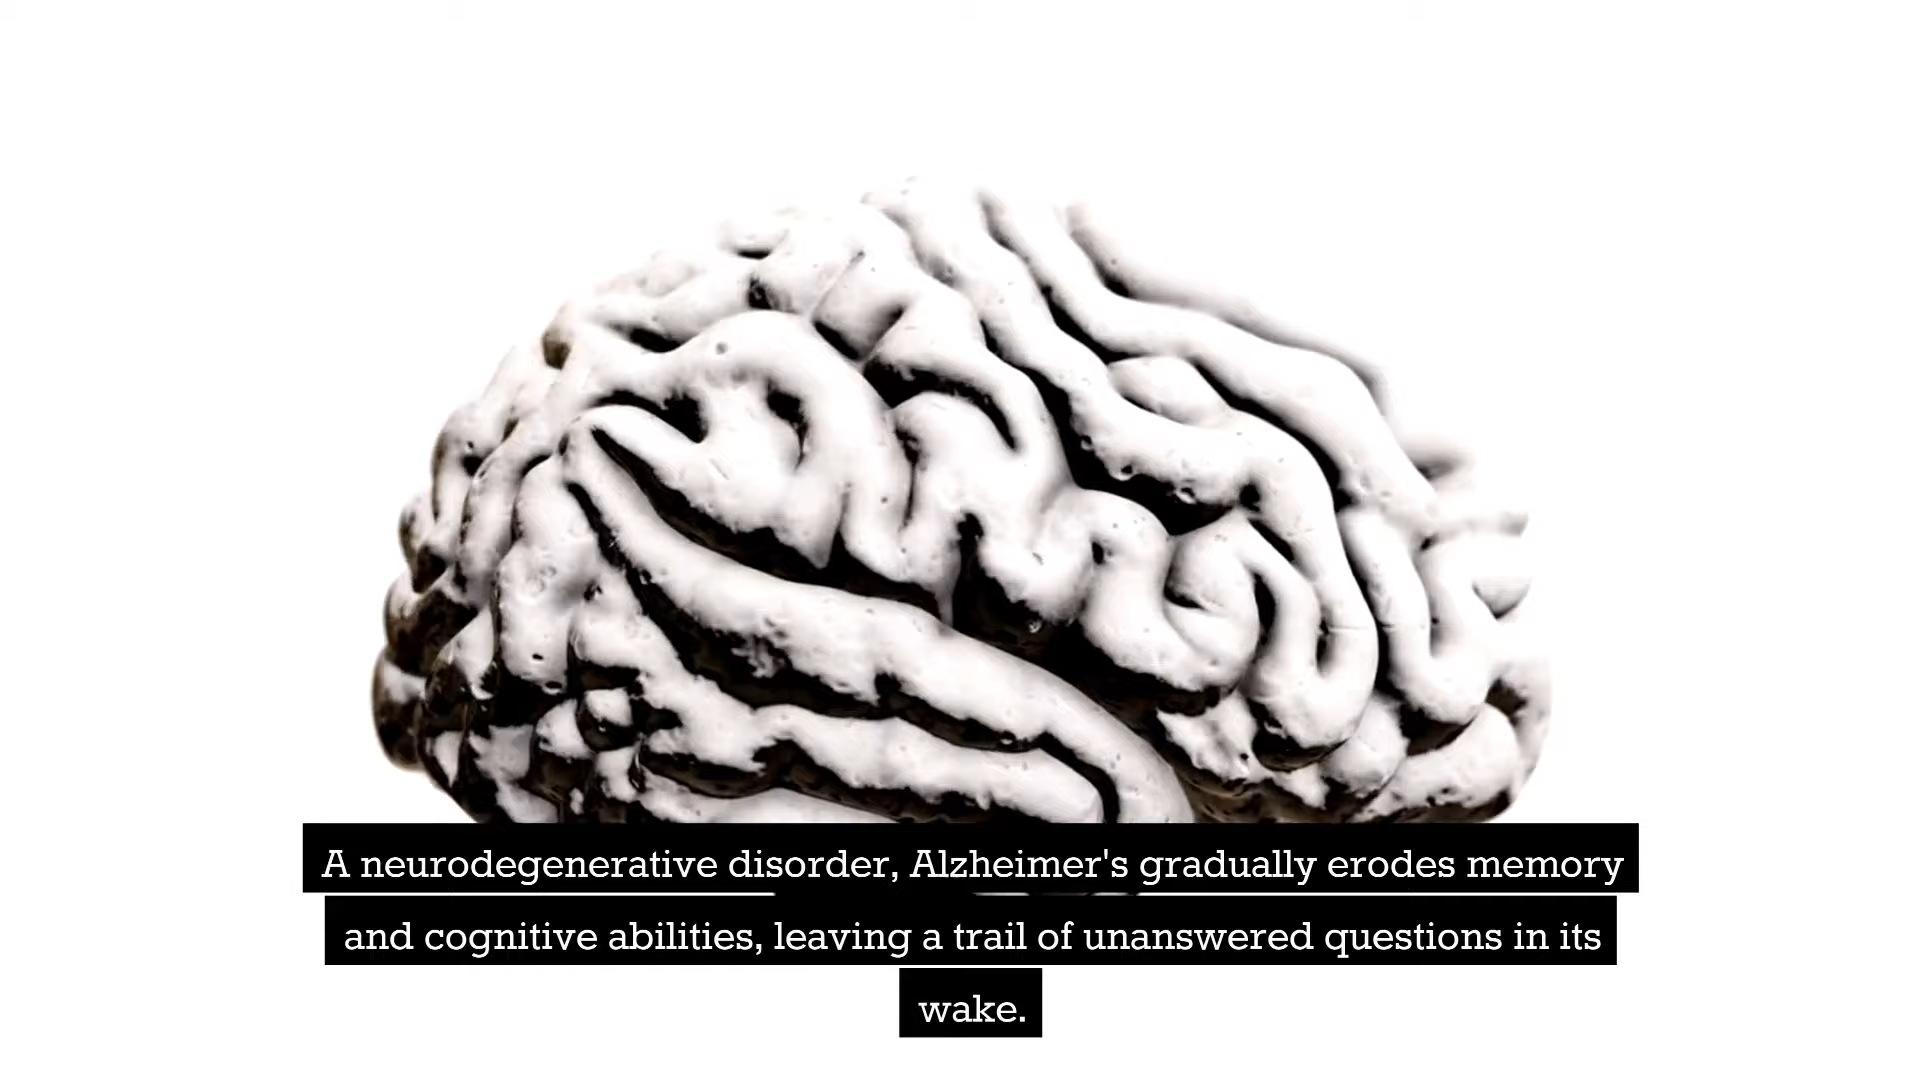 A neurodegenerative disorder, Alzheimer's gradually erodes memory
and cognitive abilities, leaving a trail of unanswered questions in its
wake.